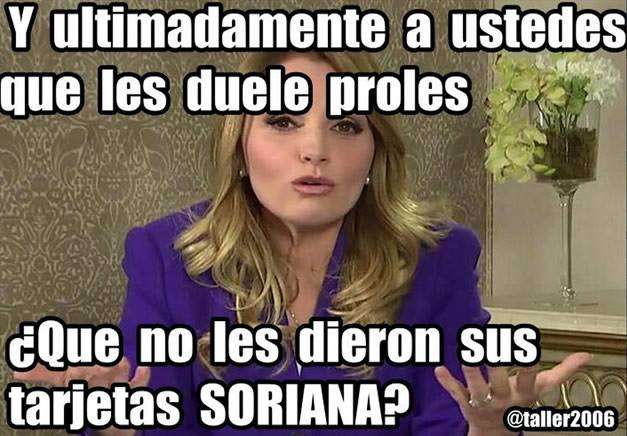 Y ultimadamente a ustedes
que les duele proles
¿Que no les dieron sus
tarjetas SORIANA?
@taller2006